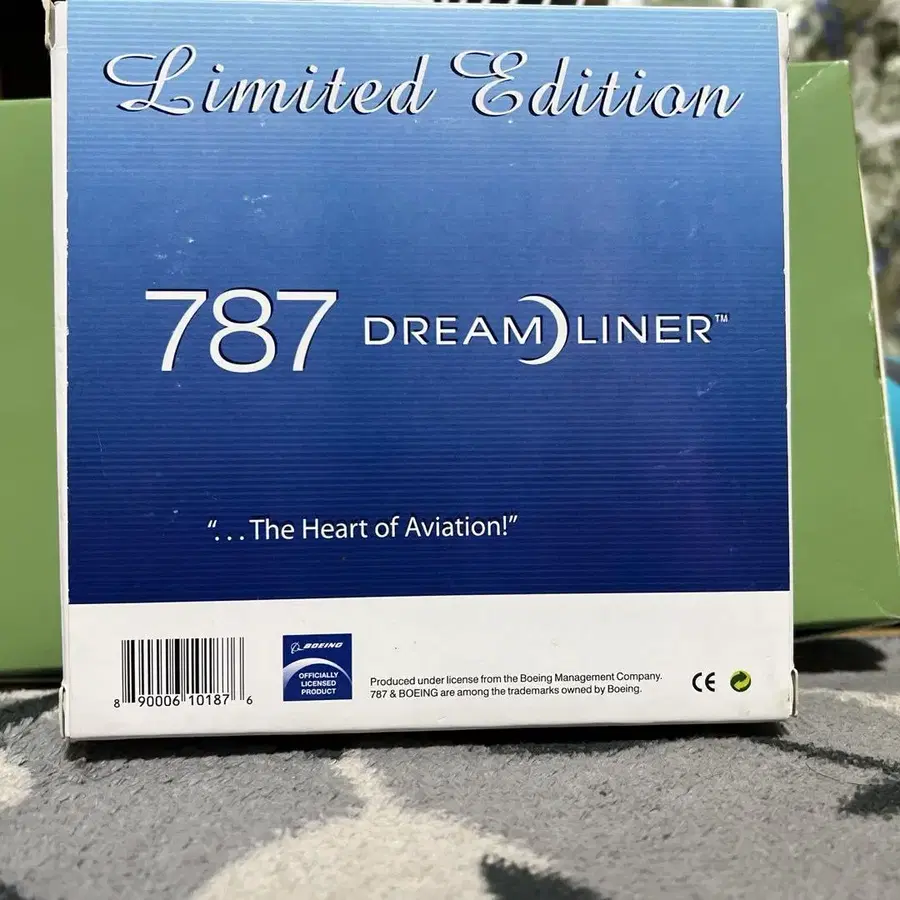 Limited Edition
787 DREAMLINER™
“...The Heart of Aviation!”
8 90006 10187 6
BOEING
OFFICIALLY
LICENSED
PRODUCT
Produced under license from the Boeing Management Company.
787 & BOEING are among the trademarks owned by Boeing.
CE